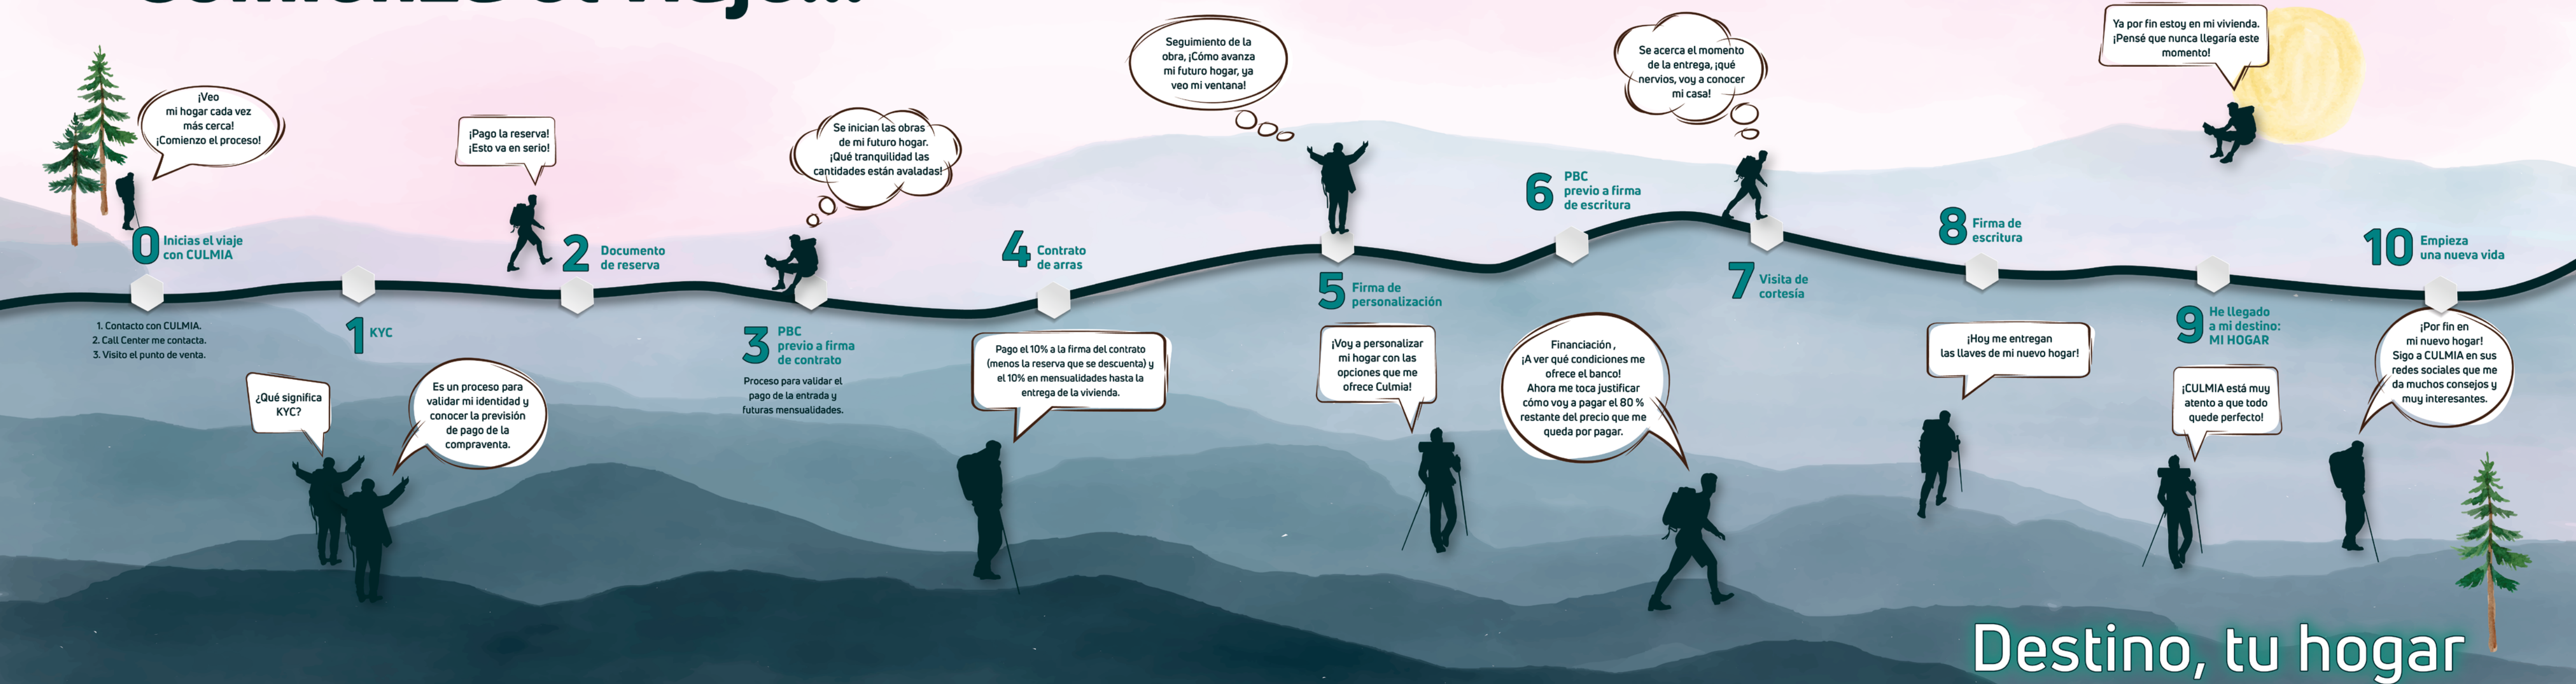 ¡Veo
mi hogar cada vez
más cerca!
¡Comienzo el proceso!
0 Inicias el viaje
con CULMIA
1. Contacto con CULMIA.
2. Call Center me contacta.
3. Visito el punto de venta.
1 KYC
¿Qué significa
KYC?
Es un proceso para
validar mi identidad y
conocer la previsión
de pago de la
compraventa.
¡Pago la reserva!
¡Esto va en serio!
2 Documento
de reserva
Se inician las obras
de mi futuro hogar.
¡Qué tranquilidad las
cantidades están avaladas!
3 PBC
previo a firma
de contrato
Proceso para validar el
pago de la entrada y
futuras mensualidades.
4 Contrato
de arras
Pago el 10% a la firma del contrato
(menos la reserva que se descuenta) y
el 10% en mensualidades hasta la
entrega de la vivienda.
Seguimiento de la
obra, ¡Cómo avanza
mi futuro hogar, ya
veo mi ventana!
5 Firma de
personalización
¡Voy a personalizar
mi hogar con las
opciones que me
ofrece Culmia!
6 PBC
previo a firma
de escritura
Financiación ,
¡A ver qué condiciones me
ofrece el banco!
Ahora me toca justificar
cómo voy a pagar el 80 %
restante del precio que me
queda por pagar.
Se acerca el momento
de la entrega, ¡qué
nervios, voy a conocer
mi casa!
7 Visita de
cortesía
8 Firma de
escritura
¡Hoy me entregan
las llaves de mi nuevo hogar!
Ya por fin estoy en mi vivienda.
¡Pensé que nunca llegaría este
momento!
9 He llegado
a mi destino:
MI HOGAR
¡CULMIA está muy
atento a que todo
quede perfecto!
10 Empieza
una nueva vida
¡Por fin en
mi nuevo hogar!
Sigo a CULMIA en sus
redes sociales que me
da muchos consejos y
muy interesantes.
Destino, tu hogar